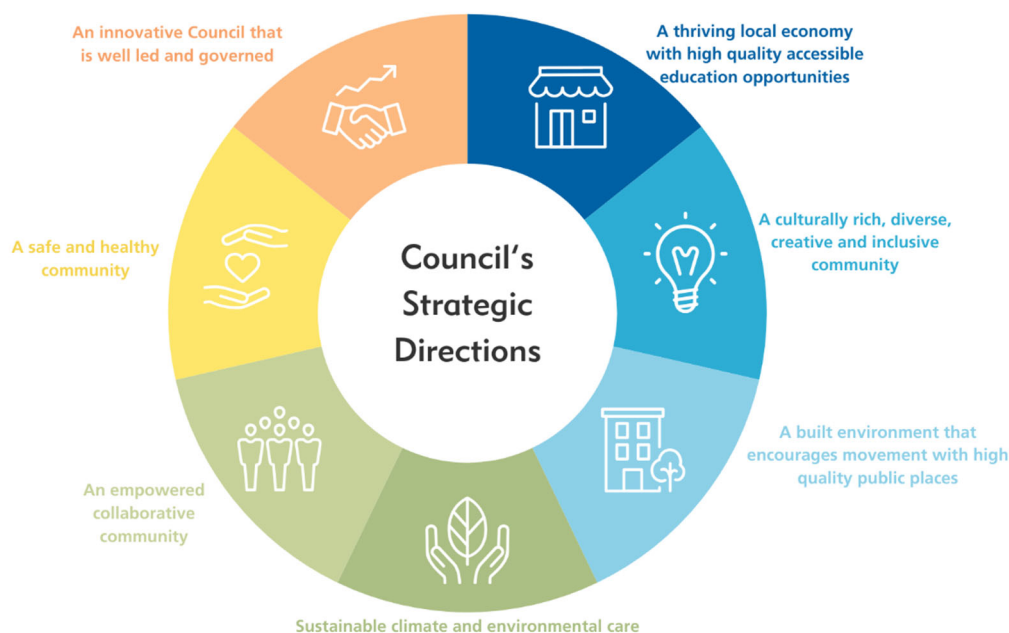 An innovative Council that
is well led and governed
A thriving local economy
with high quality accessible
education opportunities
A safe and healthy
community
Council's
Strategic
Directions
A culturally rich, diverse,
creative and inclusive
community
An empowered
collaborative
community
A built environment that
encourages movement with high
quality public places
Sustainable climate and environmental care